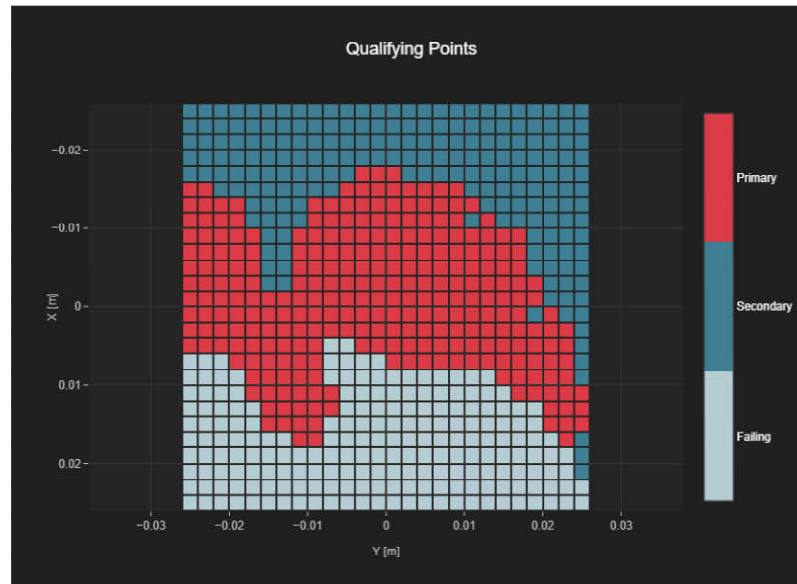 Qualifying Points
−0.02
−0.01
0
0.01
0.02
X [m]
−0.03
−0.02
−0.01
0
0.01
0.02
0.03
Y [m]
Primary
Secondary
Failing